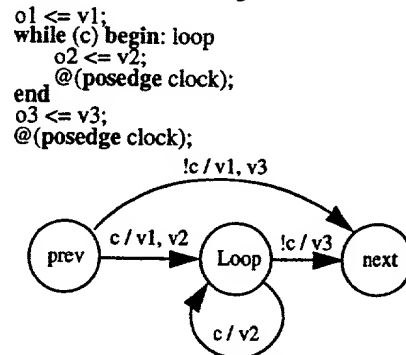 o1 <= v1;
while (c) begin: loop
o2 <= v2;
@(posedge clock);
end
o3 <= v3;
@(posedge clock);
!c / v1, v3
prev
c / v1, v2
Loop
!c / v3
next
c / v2